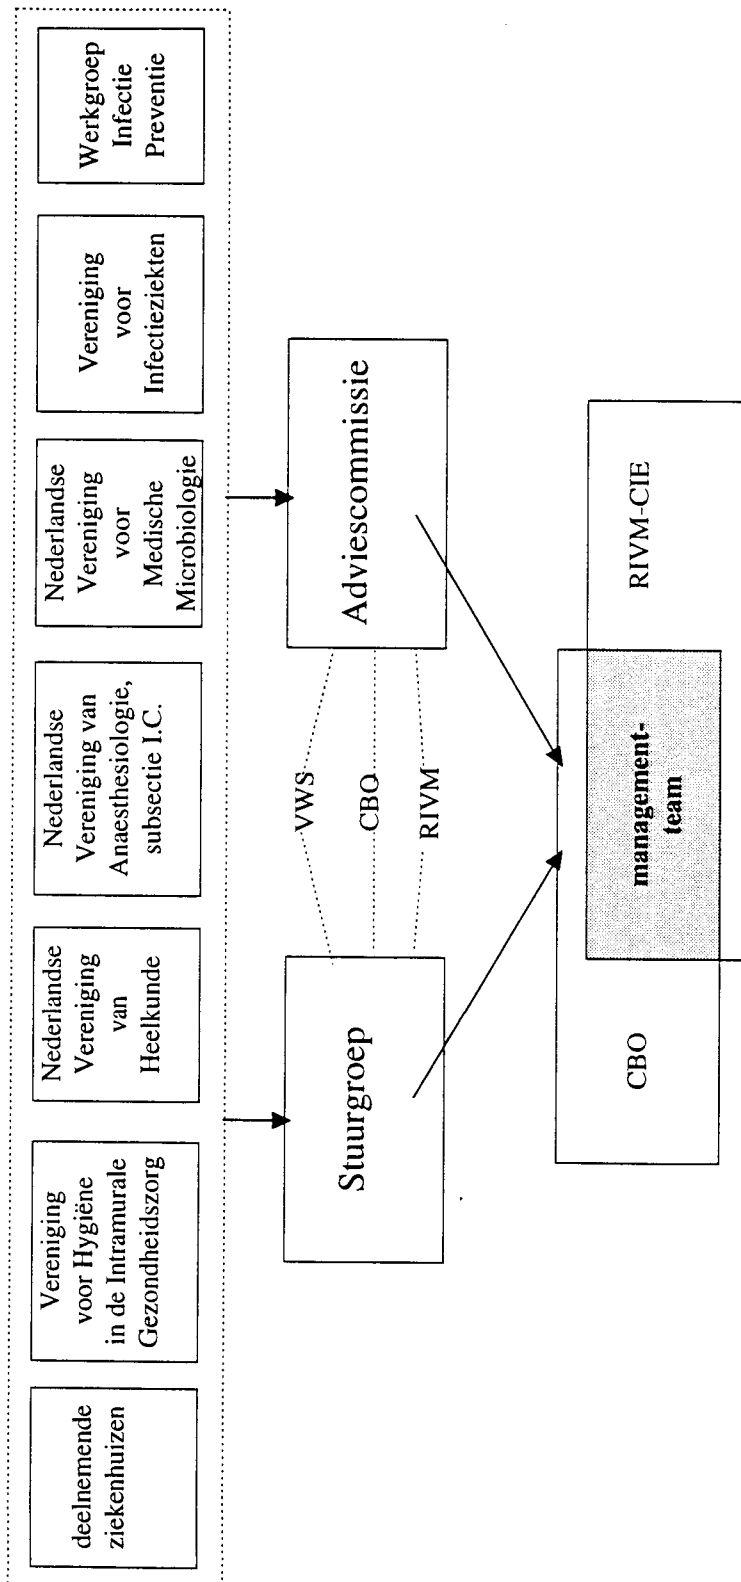 deelnemende
ziekenhuizen
Vereniging
voor Hygiëne
in de Intramurale
Gezondheidszorg
Nederlandse
Vereniging
van
Heelkunde
Nederlandse
Vereniging van
Anaesthesiologie,
subsectie I.C.
Nederlandse
Vereniging
voor
Medische
Microbiologie
Vereniging
voor
Infectieziekten
Werkgroep
Infectie
Preventie
Stuurgroep
VWS
CBO
RIVM
Adviescommissie
CBO
management-
team
RIVM-CIE